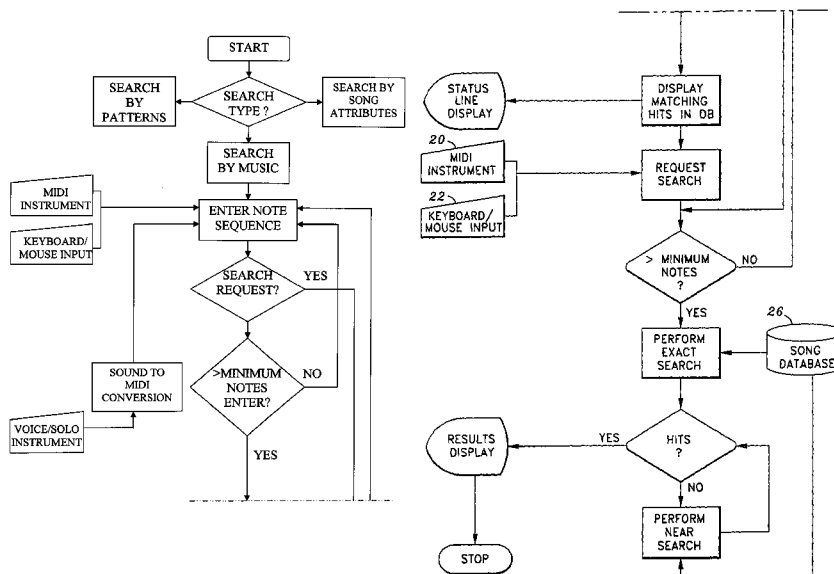 START
SEARCH
BY
PATTERNS
SEARCH
TYPE ?
SEARCH BY
SONG
ATTRIBUTES
SEARCH
BY MUSIC
MIDI
INSTRUMENT
KEYBOARD/
MOUSE INPUT
ENTER NOTE
SEQUENCE
SEARCH
REQUEST?
YES
SOUND TO
MIDI
CONVERSION
>MINIMUM
NOTES
ENTER?
NO
VOICE/SOLO
INSTRUMENT
YES
STATUS
LINE
DISPLAY
DISPLAY
MATCHING
HITS IN DB
20
MIDI
INSTRUMENT
22
KEYBOARD/
MOUSE INPUT
REQUEST
SEARCH
>
MINIMUM
NOTES
?
NO
YES
PERFORM
EXACT
SEARCH
26
SONG
DATABASE
RESULTS
DISPLAY
YES
HITS
?
NO
PERFORM
NEAR
SEARCH
STOP